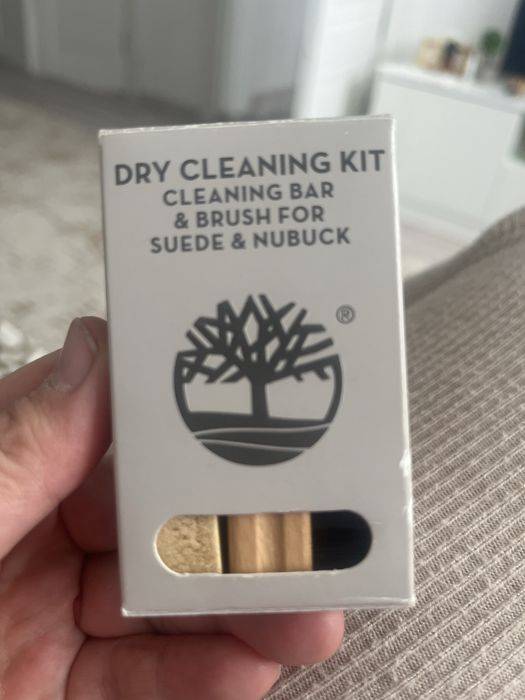 DRY CLEANING KIT
CLEANING BAR
& BRUSH FOR
SUEDE & NUBUCK
®